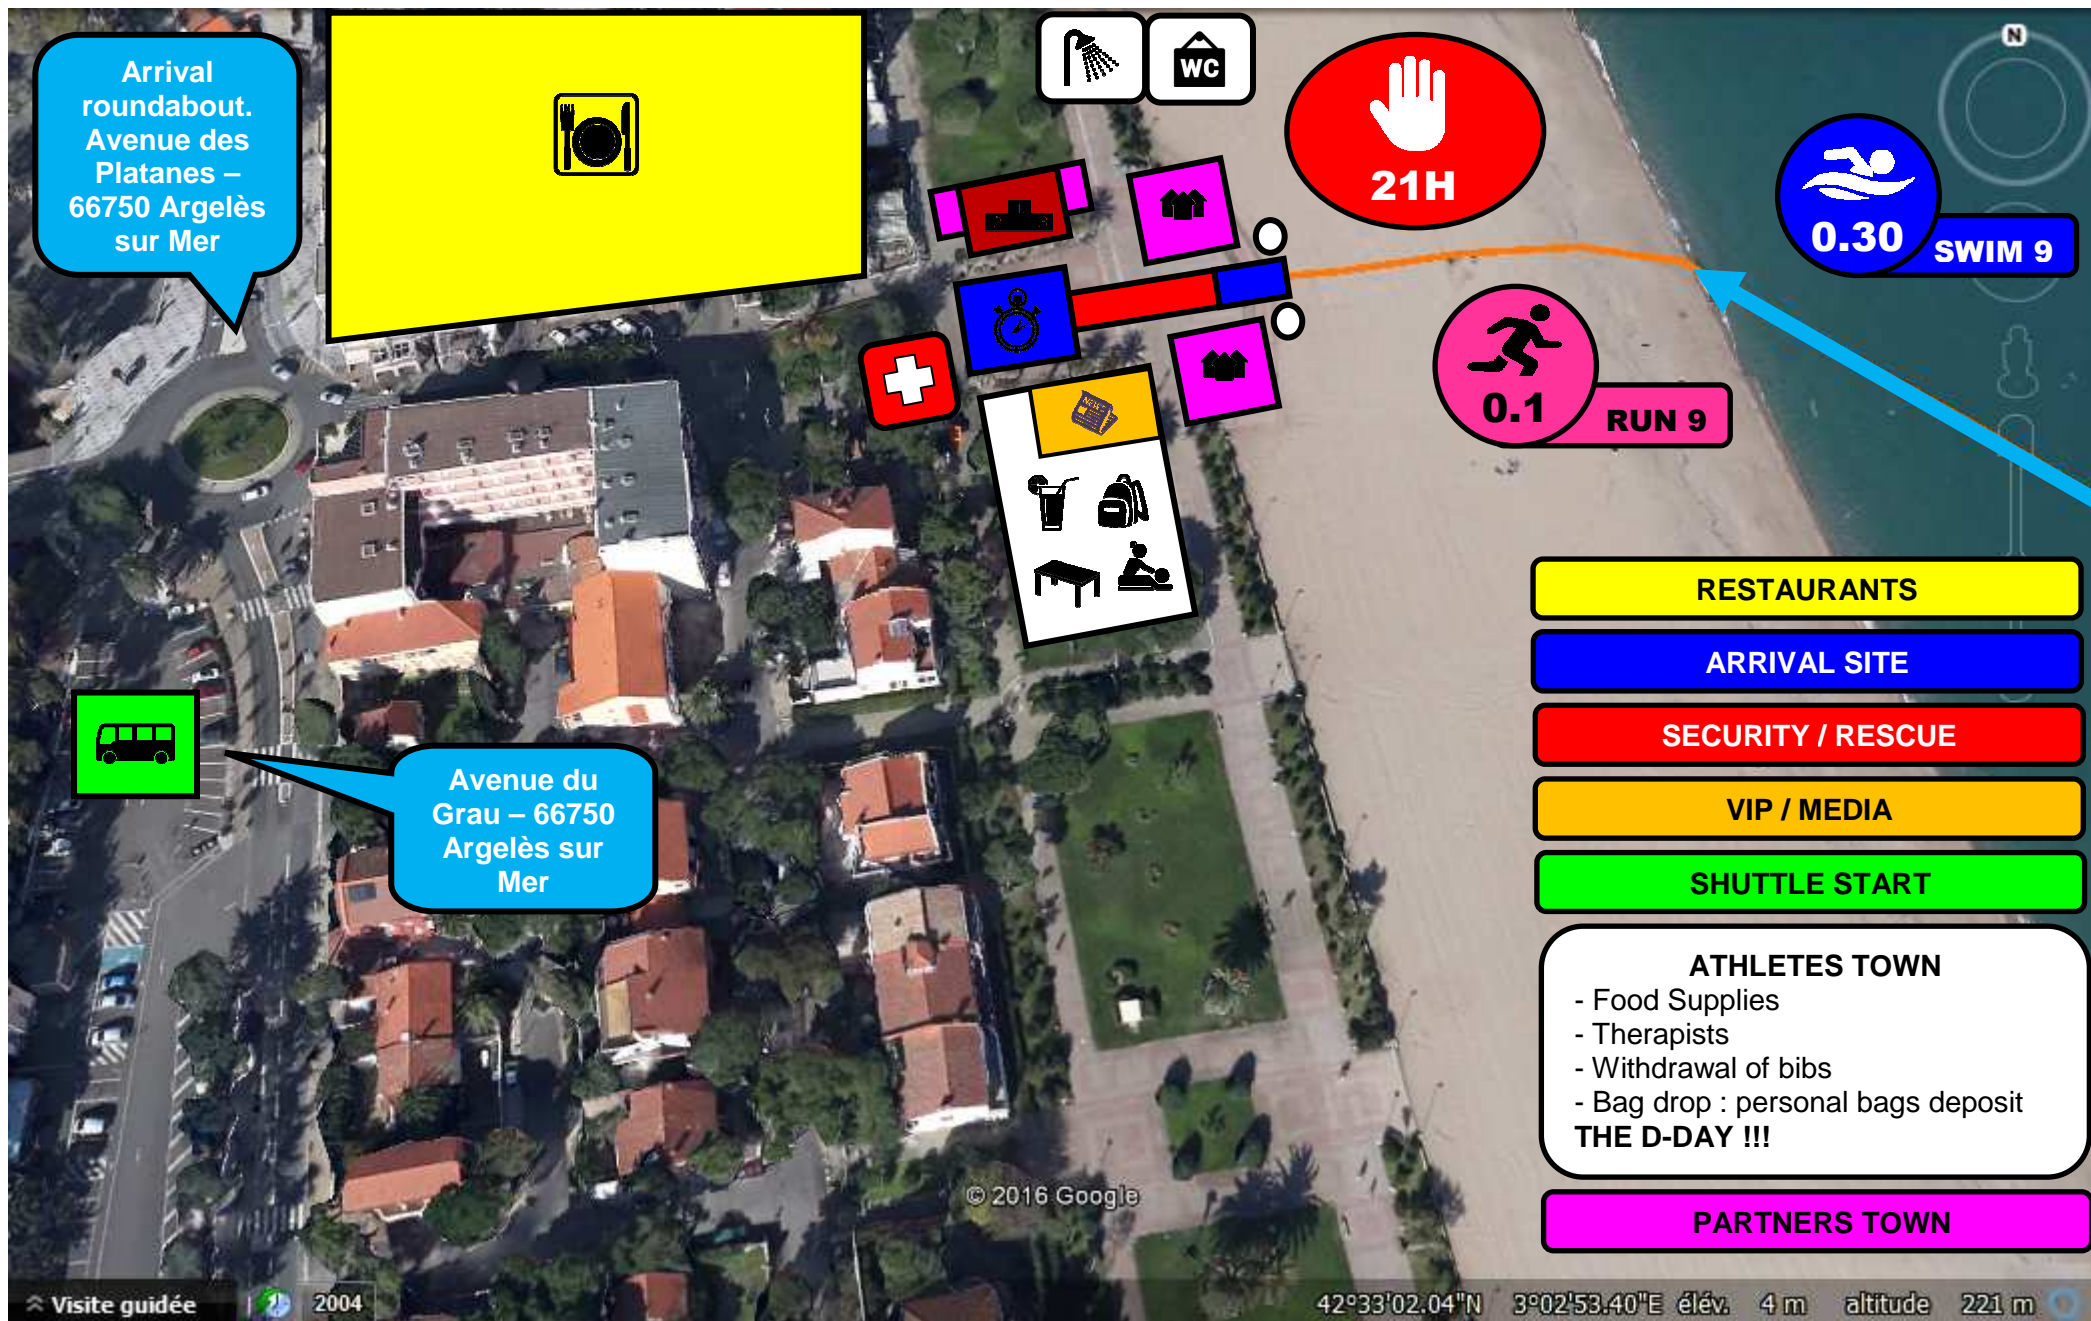 Arrival
roundabout.
Avenue des
Platanes –
66750 Argelès
sur Mer
WC
21H
N
0.30
SWIM 9
0.1
RUN 9
NEWS
RESTAURANTS
ARRIVAL SITE
SECURITY / RESCUE
VIP / MEDIA
SHUTTLE START
Avenue du
Grau – 66750
Argelès sur
Mer
ATHLETES TOWN
- Food Supplies
- Therapists
- Withdrawal of bibs
- Bag drop : personal bags deposit
THE D-DAY !!!
PARTNERS TOWN
© 2016 Google
Visite guidée
2004
42°33'02.04"N 3°02'53.40"E élév. 4 m altitude 221 m